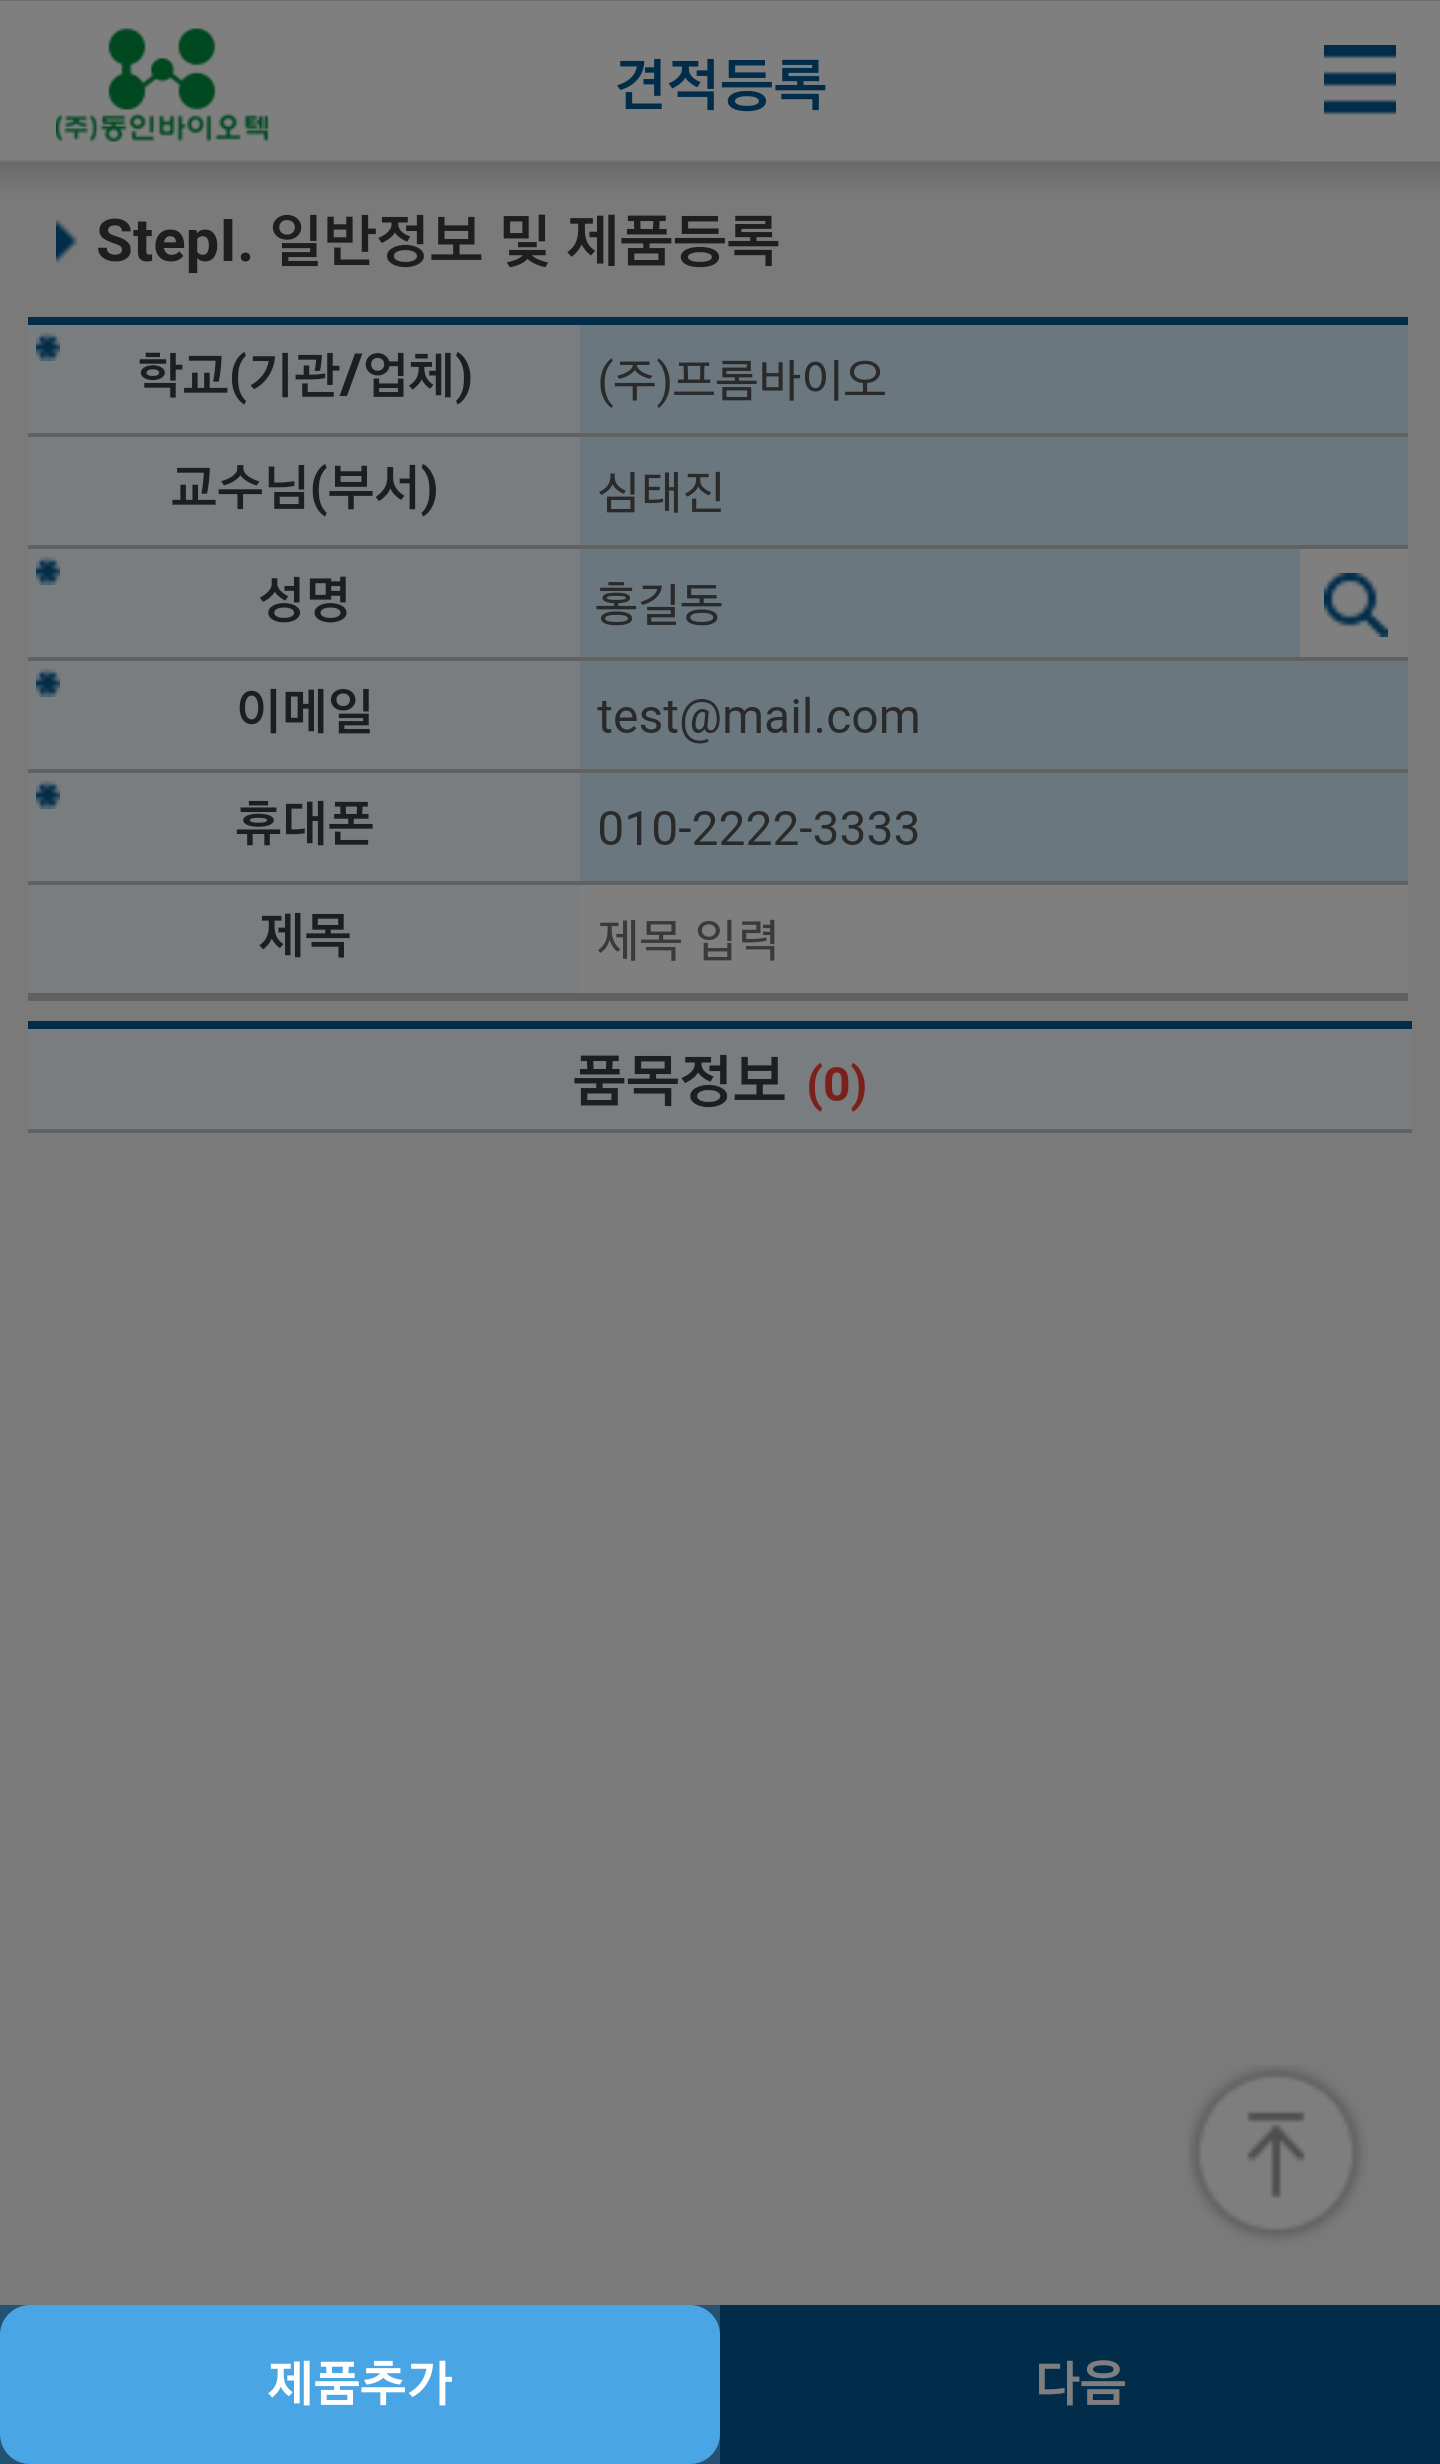 (주)동인바이오텍
견적등록
StepⅠ. 일반정보 및 제품등록
학교(기관/업체) (주)프롬바이오
교수님(부서) 심태진
성명 홍길동
이메일 test@mail.com
휴대폰 010-2222-3333
제목 제목 입력
품목정보 (0)
제품추가 다음